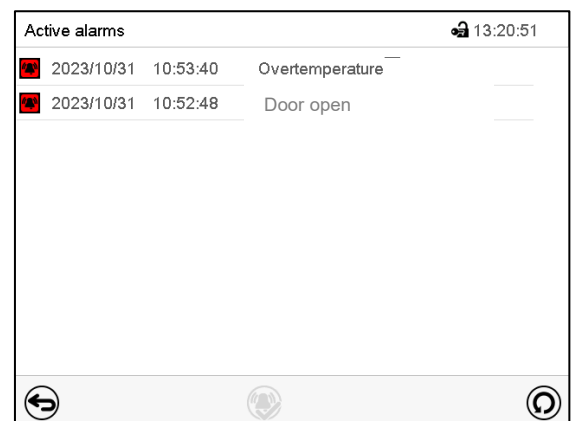 Active alarms 13:20:51
2023/10/31 10:53:40 Overtemperature
2023/10/31 10:52:48 Door open